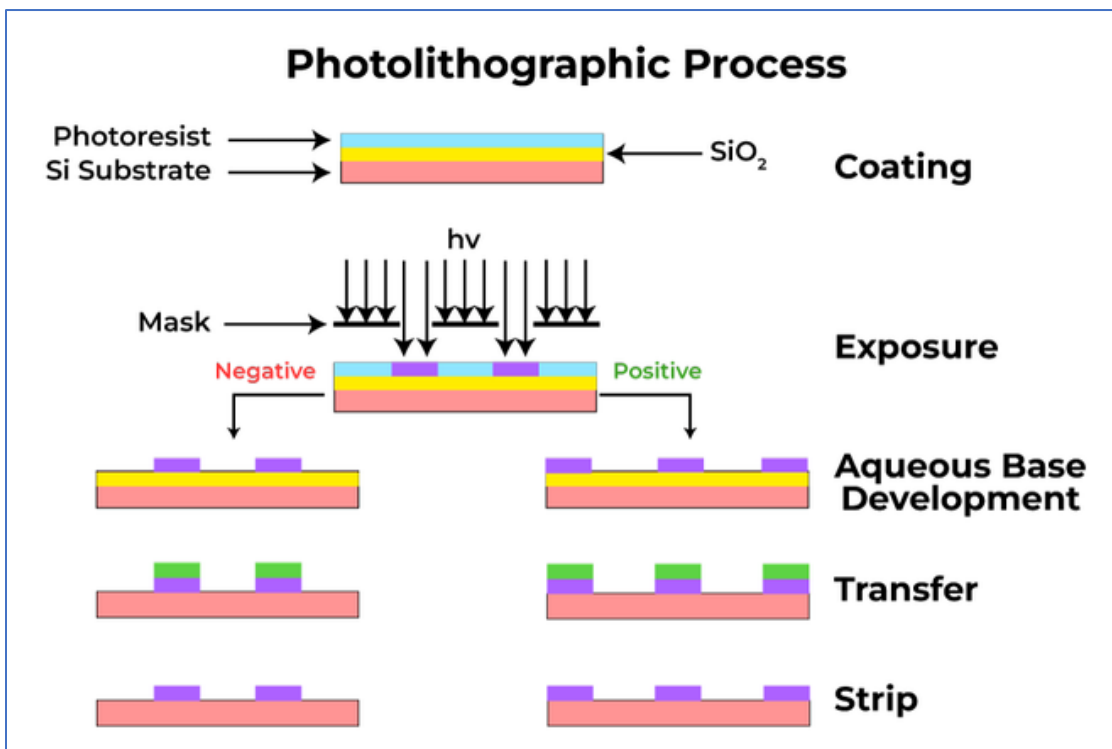 Photolithographic Process
Photoresist
Si Substrate
SiO₂
Coating
hv
Mask
Exposure
Negative
Positive
Aqueous Base
Development
Transfer
Strip